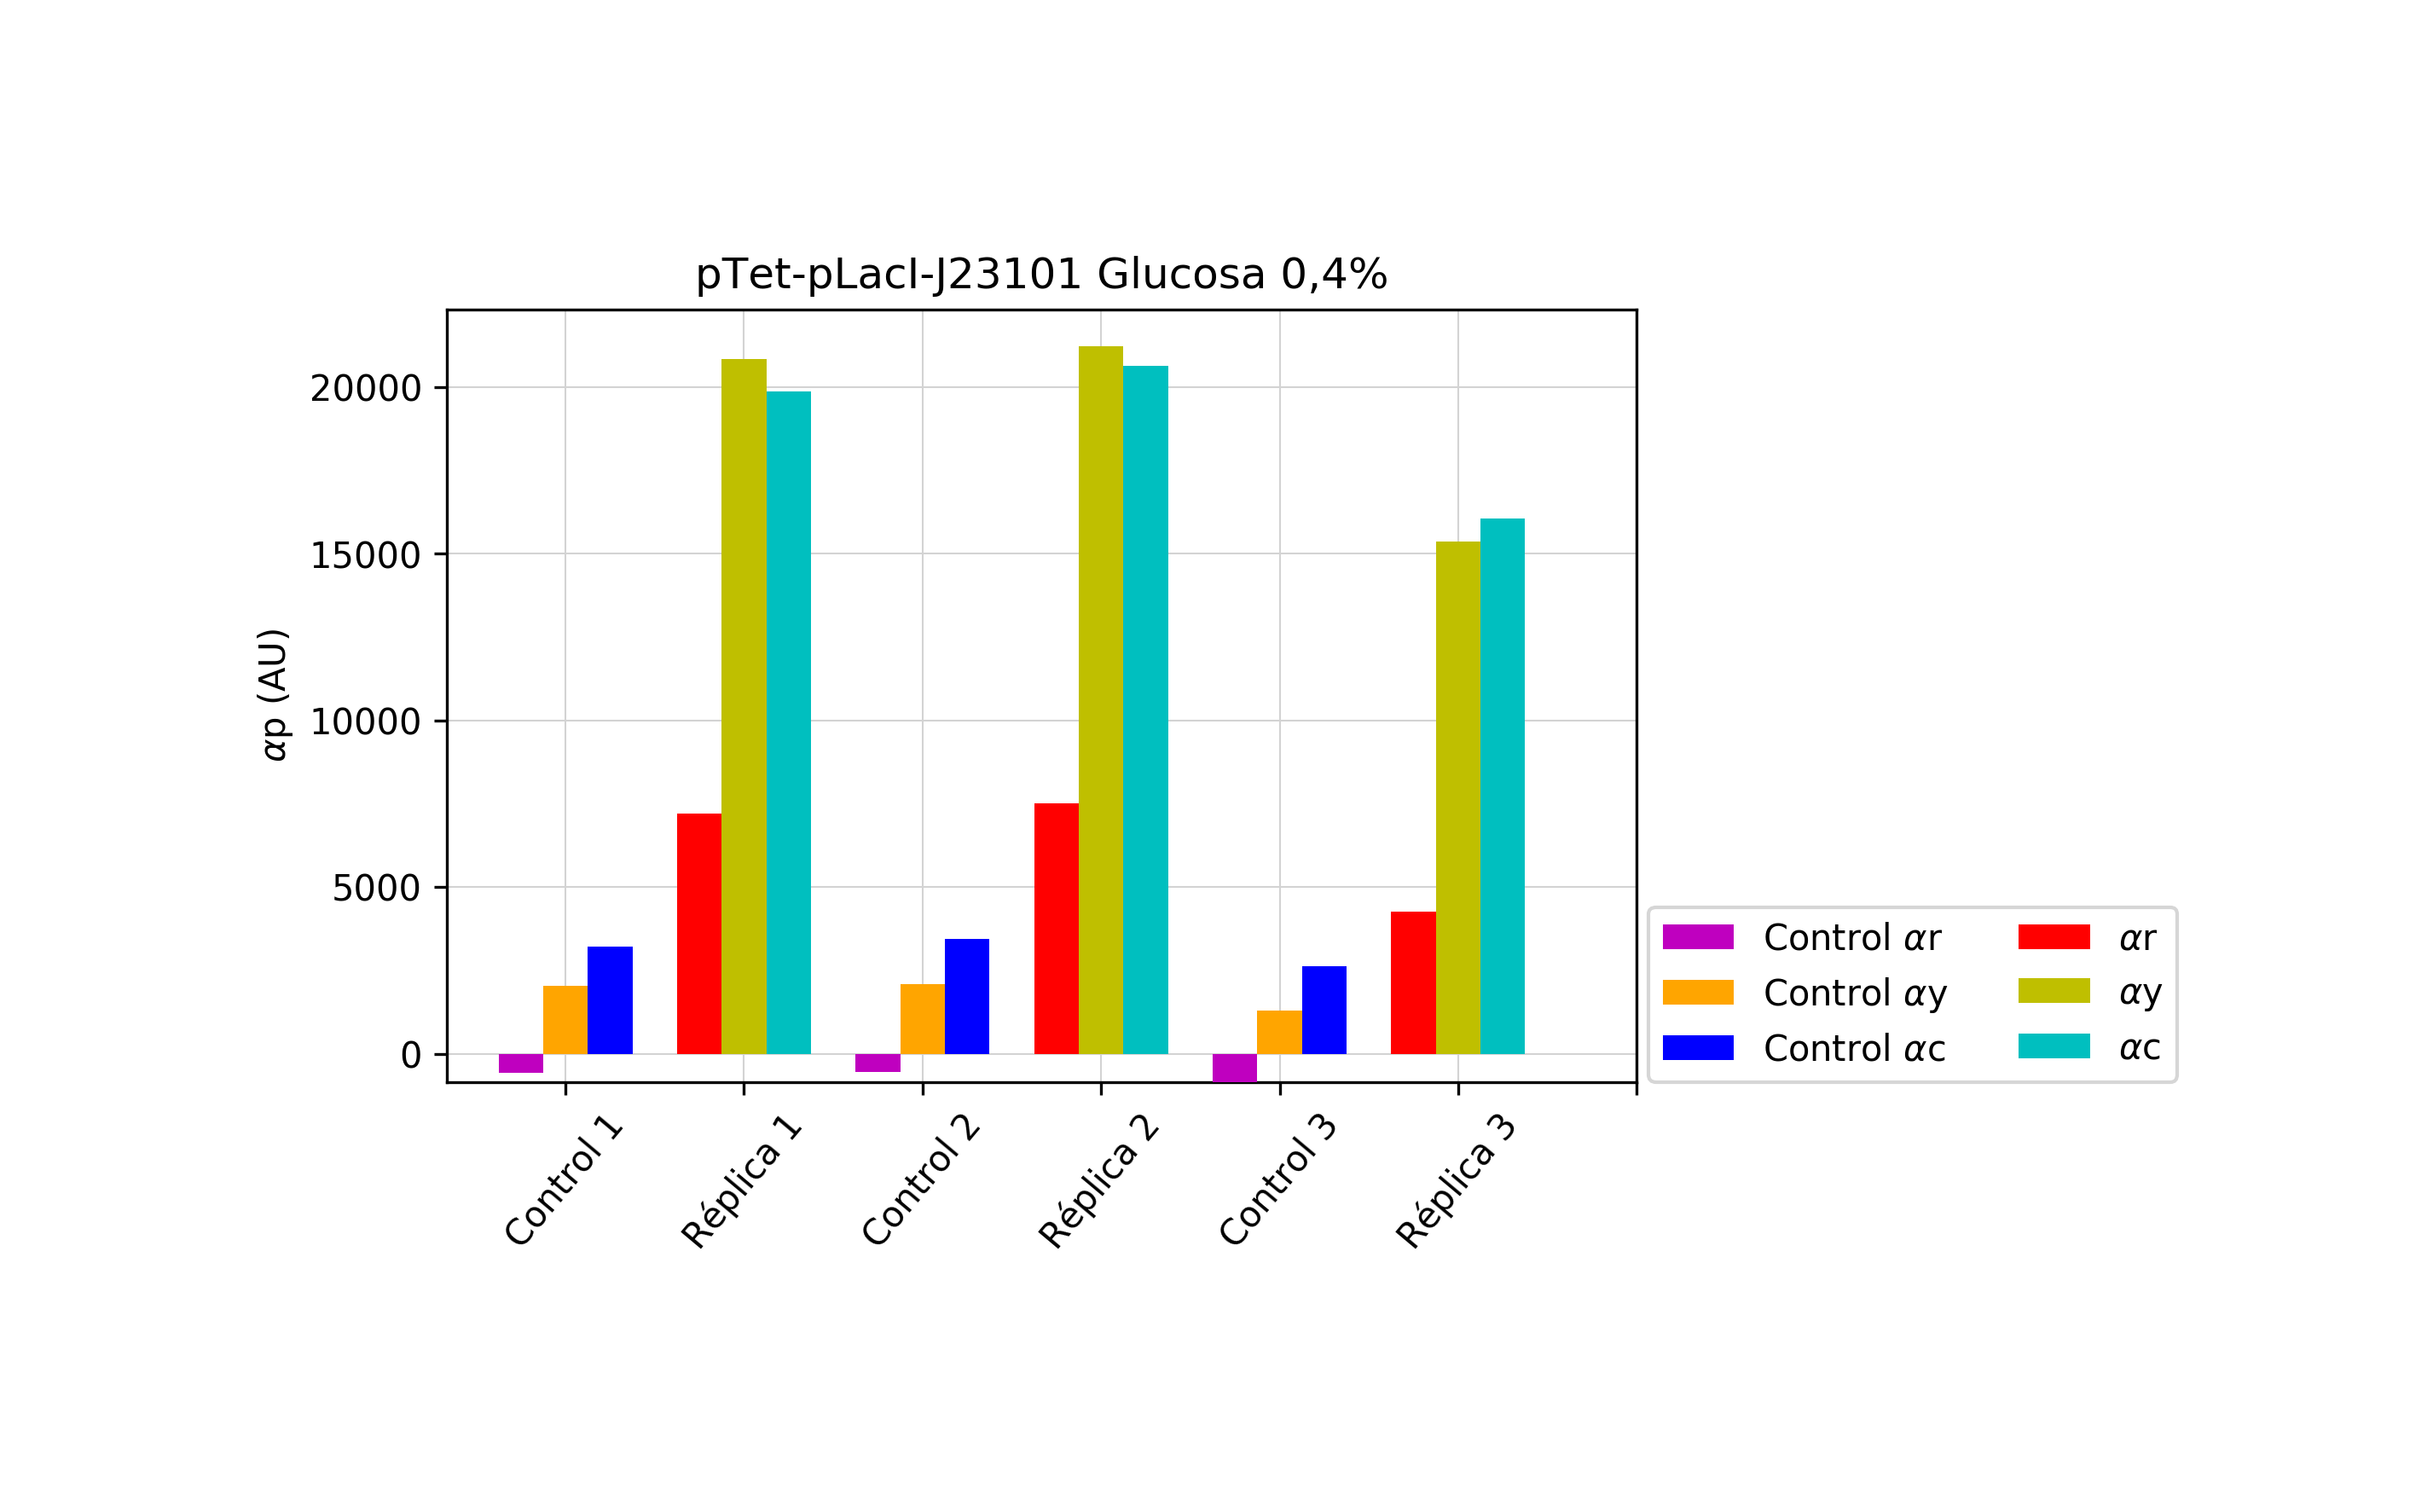 pTet-pLacI-J23101 Glucosa 0,4%
αp (AU)
20000
15000
10000
5000
0
Control 1
Réplica 1
Control 2
Réplica 2
Control 3
Réplica 3
Control αr
Control αy
Control αc
αr
αy
αc